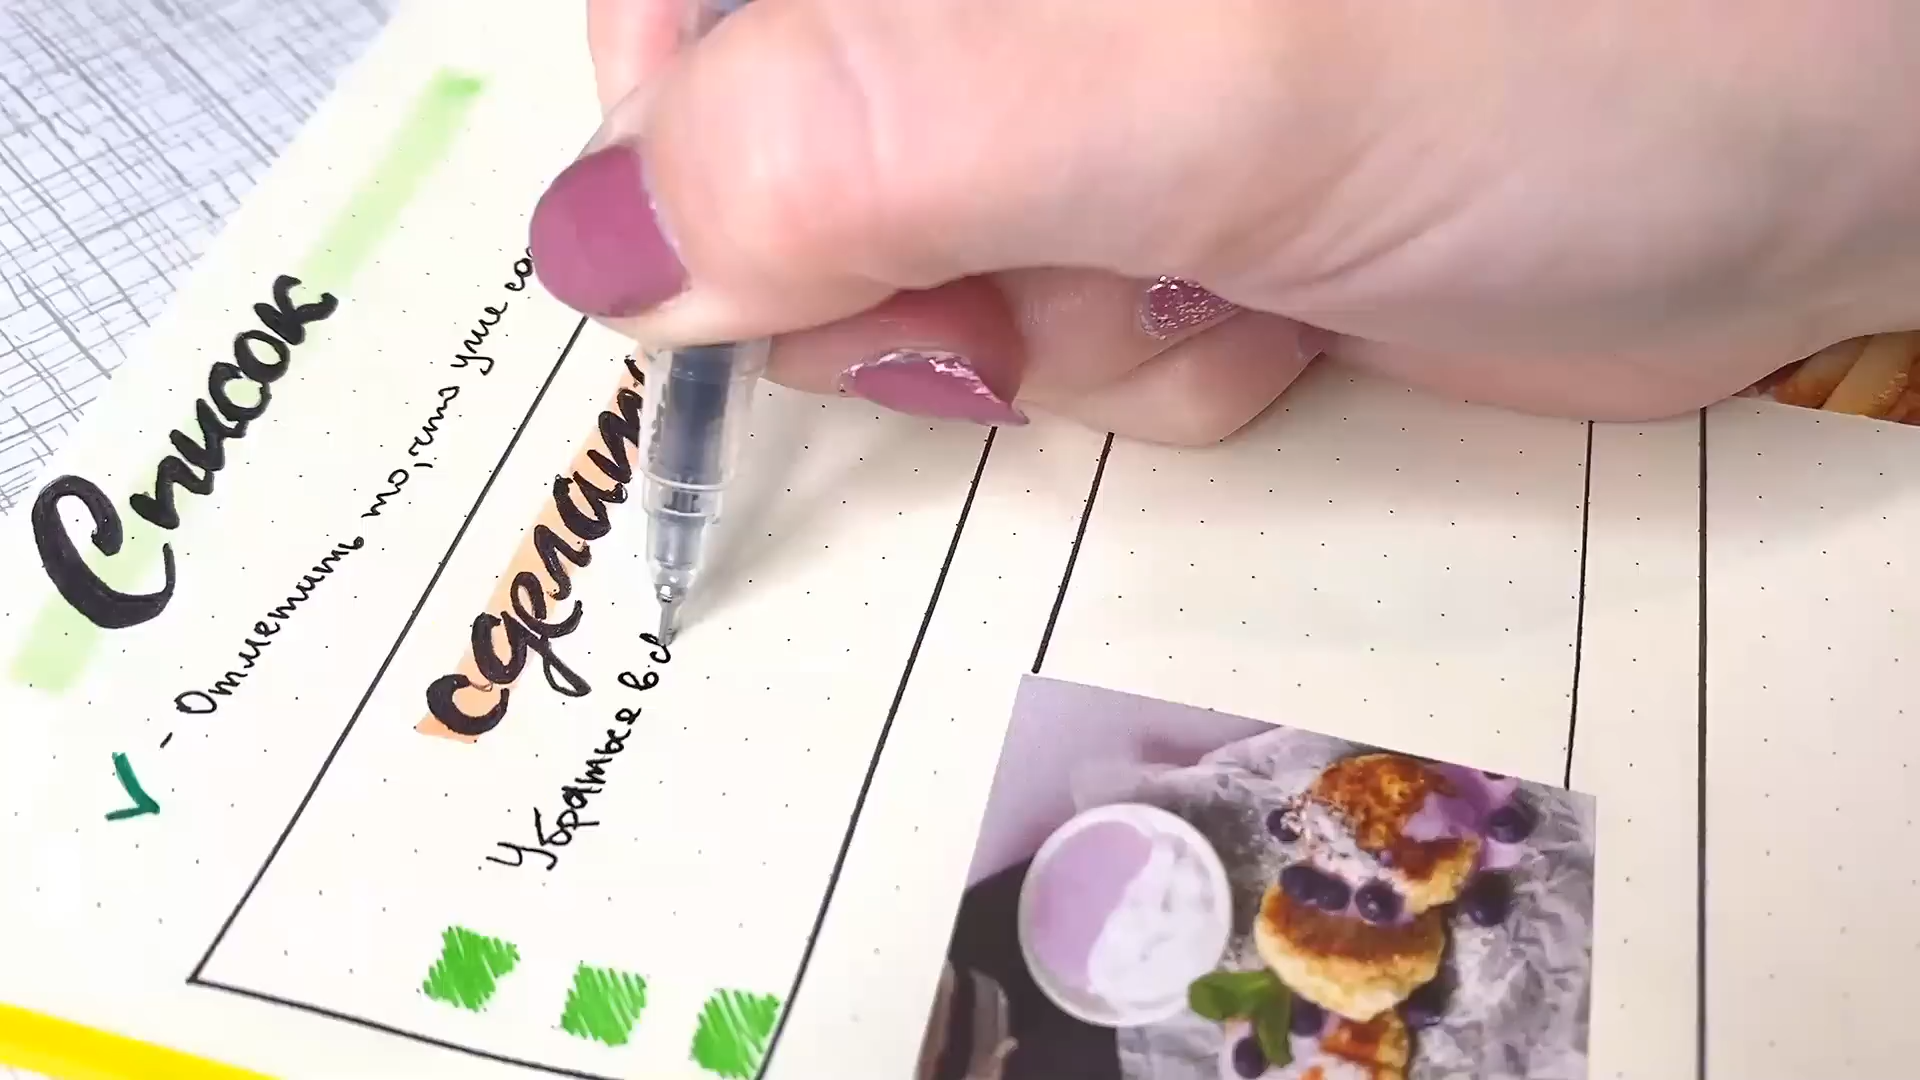 Список
- Отметить то, что уже со
сделать
Убраться в с